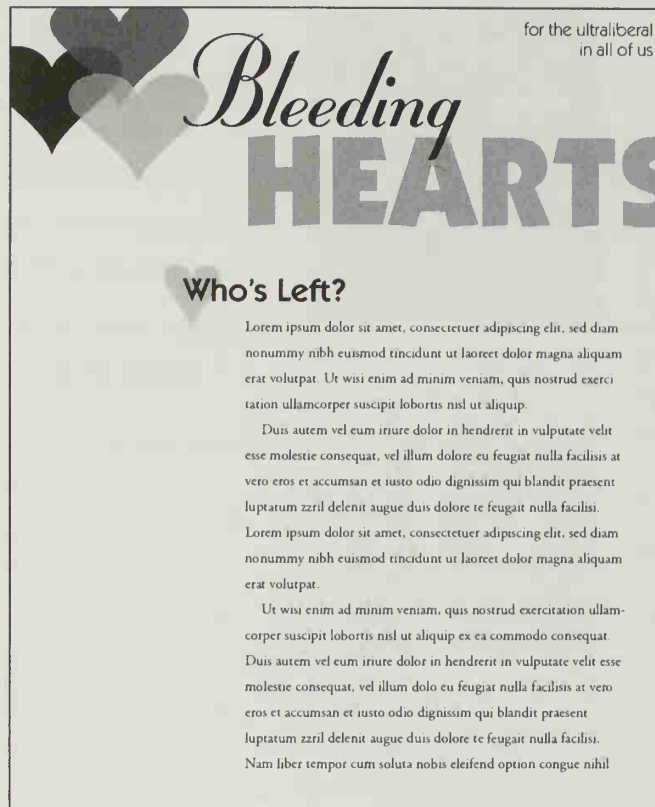 for the ultraliberal
in all of us
Bleeding
HEARTS
Who's Left?
Lorem ipsum dolor sit amet, consectetuer adipiscing elit, sed diam
nonummy nibh euismod tincidunt ut laoreet dolor magna aliquam
erat volutpat. Ut wisi enim ad minim veniam, quis nostrud exerci
tation ullamcorper suscipit lobortis nisl ut aliquip.
Duis autem vel eum iriure dolor in hendrerit in vulputate velit
esse molestie consequat, vel illum dolore eu feugiat nulla facilisis at
vero eros et accumsan et iusto odio dignissim qui blandit praesent
luptatum zzril delenit augue duis dolore te feugait nulla facilisi.
Lorem ipsum dolor sit amet, consectetuer adipiscing elit, sed diam
nonummy nibh euismod tincidunt ut laoreet dolor magna aliquam
erat volutpat.
Ut wisi enim ad minim veniam, quis nostrud exercitation ullam-
corper suscipit lobortis nisl ut aliquip ex ea commodo consequat.
Duis autem vel eum iriure dolor in hendrerit in vulputate velit esse
molestie consequat, vel illum dolo eu feugiat nulla facilisis at vero
eros et accumsan et iusto odio dignissim qui blandit praesent
luptatum zzril delenit augue duis dolore te feugait nulla facilisi.
Nam liber tempor cum soluta nobis eleifend option congue nihil